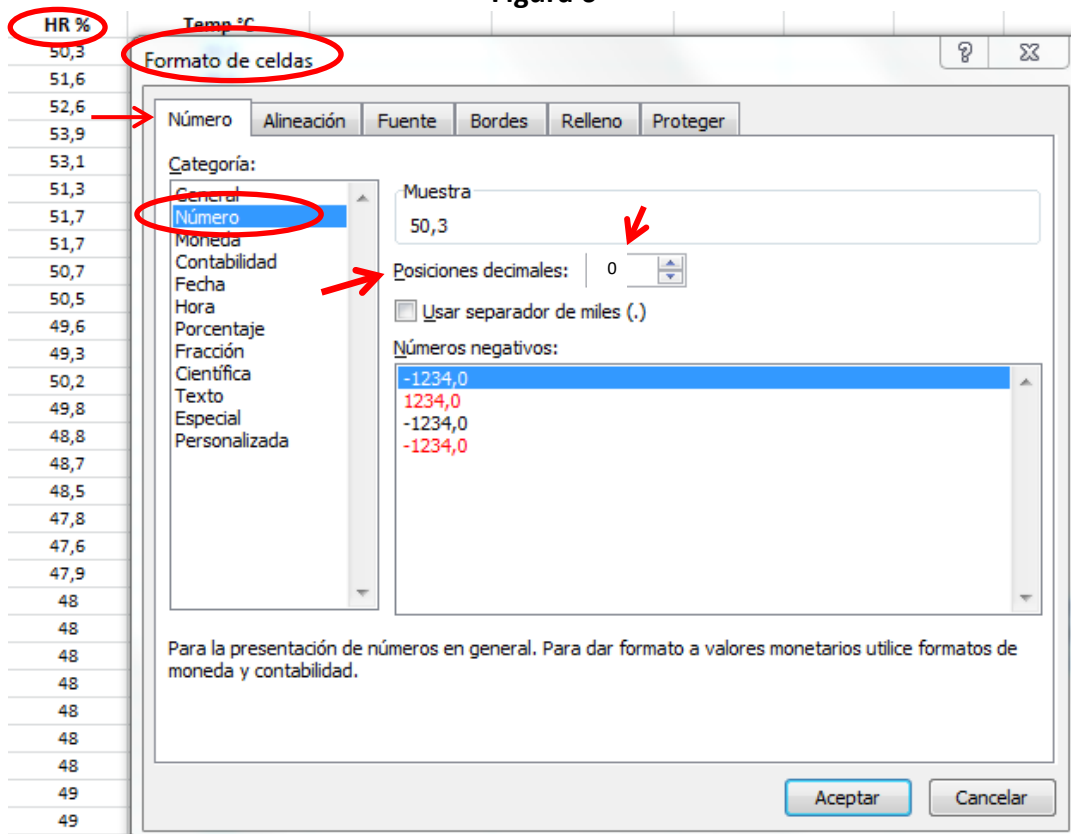 HR %
Temp °C
50,3
51,6
52,6
53,9
53,1
51,3
51,7
51,7
50,7
50,5
49,6
49,3
50,2
49,8
48,8
48,7
48,5
47,8
47,6
47,9
48
48
48
48
48
48
48
49
49
Formato de celdas
Número Alineación Fuente Bordes Relleno Proteger
Categoría:
General
Número
Moneda
Contabilidad
Fecha
Hora
Porcentaje
Fracción
Científica
Texto
Especial
Personalizada
Muestra
50,3
Posiciones decimales: 0
Usar separador de miles (.)
Números negativos:
-1234,0
1234,0
-1234,0
-1234,0
Para la presentación de números en general. Para dar formato a valores monetarios utilice formatos de
moneda y contabilidad.
Aceptar Cancelar